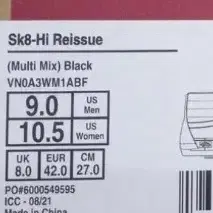 Sk8-Hi Reissue
(Multi Mix) Black
VN0A3WM1ABF
9.0 US Men
10.5 US Women
UK EUR CM
8.0 42.0 27.0
PO#6000549595
ICC - 08/21
Made in China